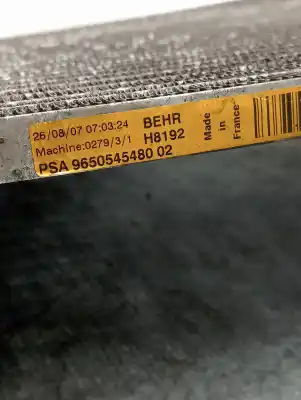 26/08/07 07:03:24 BEHR
Machine:0279/3/1 H8192
PSA 9650545480 02
Made
in
France